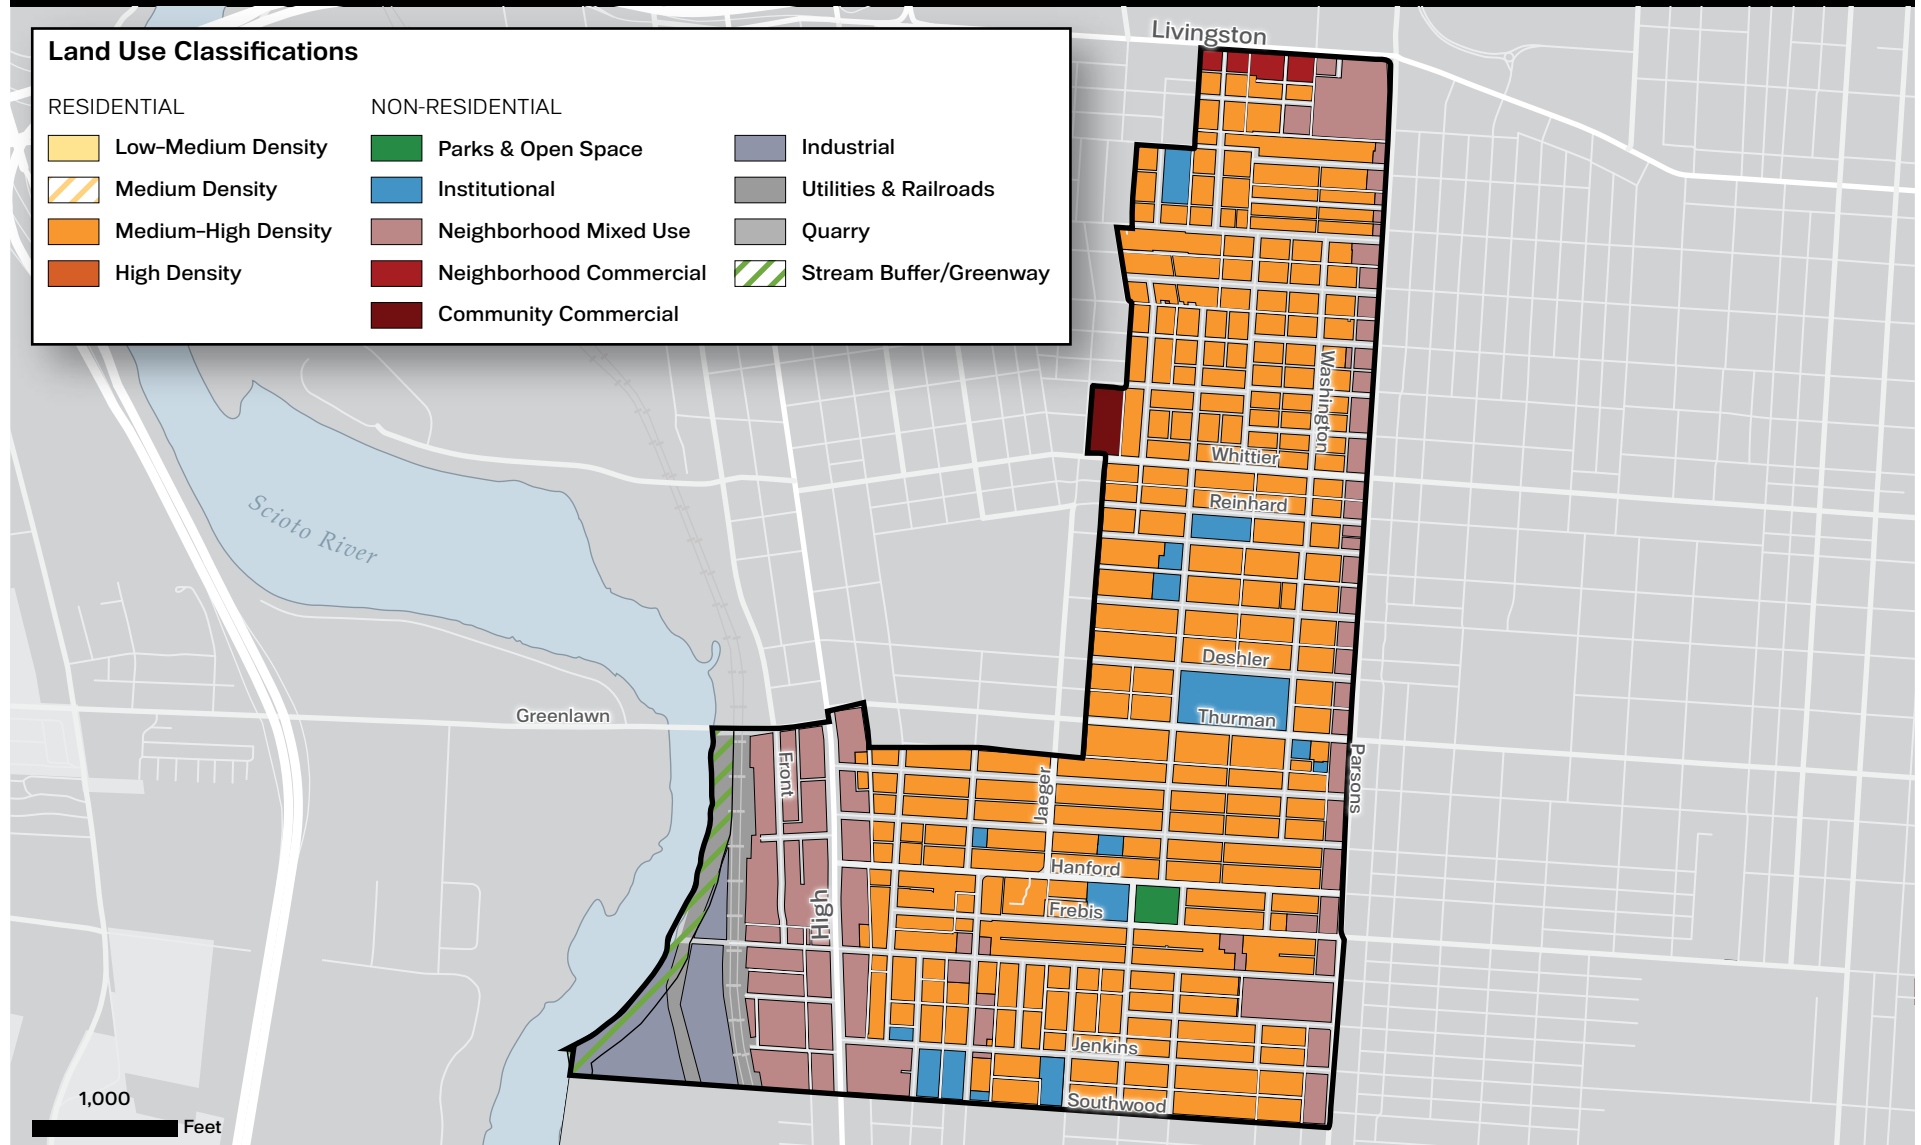 Livingston
Land Use Classifications
RESIDENTIAL
Low-Medium Density
Medium Density
Medium-High Density
High Density
NON-RESIDENTIAL
Parks & Open Space
Institutional
Neighborhood Mixed Use
Neighborhood Commercial
Community Commercial
Industrial
Utilities & Railroads
Quarry
Stream Buffer/Greenway
Washington
Whittier
Reinhard
Scioto River
Deshler
Greenlawn
Thurman
Front
Jaeger
Parsons
Hanford
High
Frebis
Jenkins
Southwood
1,000
Feet